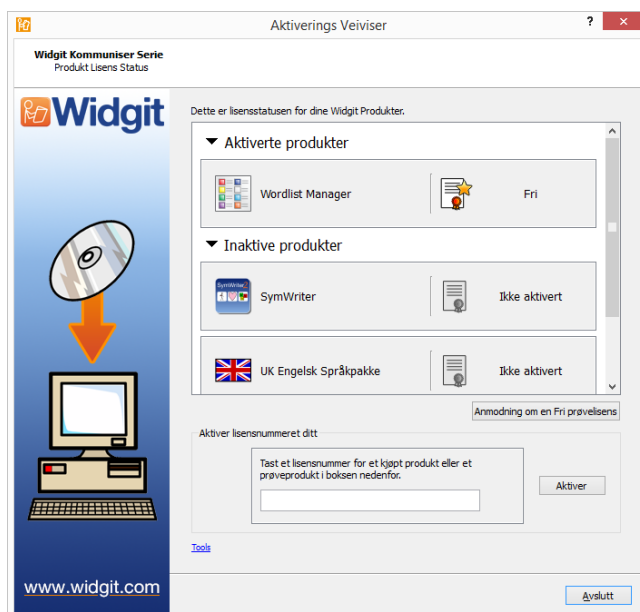 Aktiverings Veiviser
?
Widgit Kommuniser Serie
Produkt Lisens Status
Widgit
Dette er lisensstatusen for dine Widgit Produkter.
Aktiverte produkter
Wordlist Manager
Fri
Inaktive produkter
SymWriter
SymWriter
Ikke aktivert
UK Engelsk Språkpakke
Ikke aktivert
Anmodning om en Fri prøvelisens
Aktiver lisensnummeret ditt
Tast et lisensnummer for et kjøpt produkt eller et
prøveprodukt i boksen nedenfor.
Aktiver
Tools
www.widgit.com
Avslutt